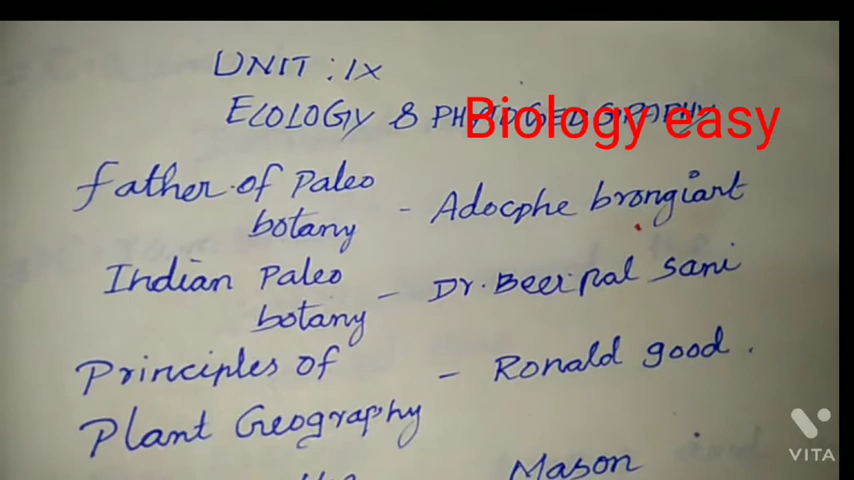 UNIT : IX
ECOLOGY & PHYTOGEOGRAPHY
Biology easy
Father of Paleo
botany - Adocphe brongiart
Indian Paleo
botany - Dr. Beerpal Sani
Principles of
Plant Geography - Ronald good.
Mason
VITA